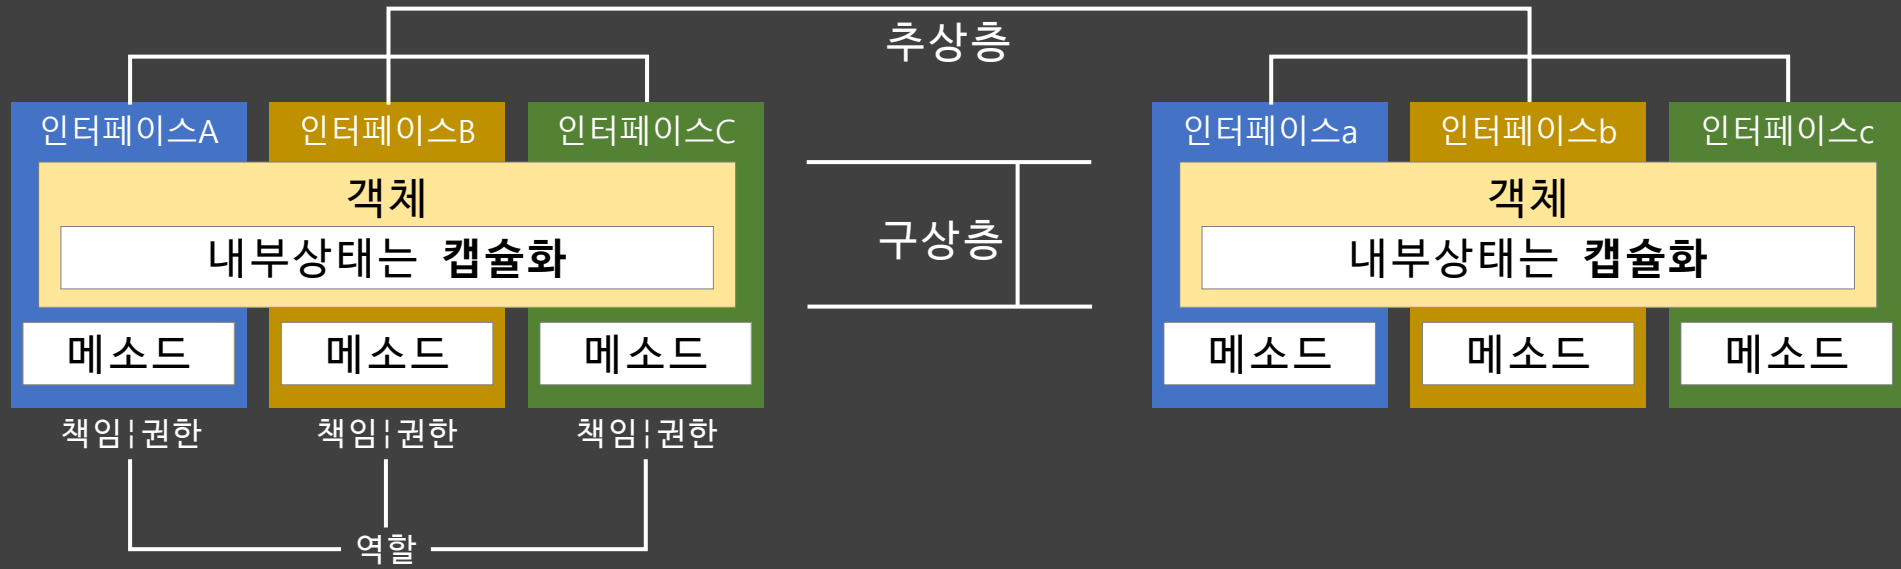 추상층
인터페이스A
인터페이스B
인터페이스C
객체
내부상태는 캡슐화
메소드
메소드
메소드
책임¦권한
책임¦권한
책임¦권한
역할
구상층
인터페이스a
인터페이스b
인터페이스c
객체
내부상태는 캡슐화
메소드
메소드
메소드